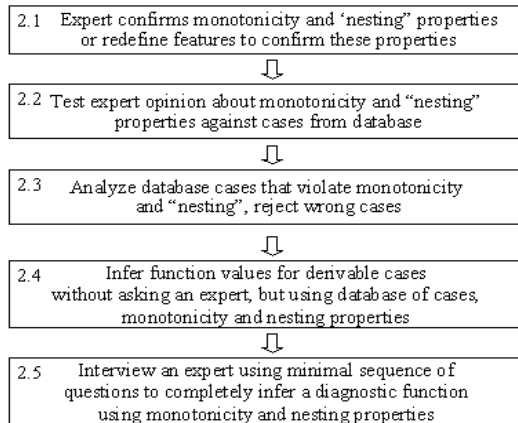 2.1 Expert confirms monotonicity and ‘nesting” properties
or redefine features to confirm these properties
2.2 Test expert opinion about monotonicity and “nesting”
properties against cases from database
2.3 Analyze database cases that violate monotonicity
and “nesting”, reject wrong cases
2.4 Infer function values for derivable cases
without asking an expert, but using database of cases,
monotonicity and nesting properties
2.5 Interview an expert using minimal sequence of
questions to completely infer a diagnostic function
using monotonicity and nesting properties